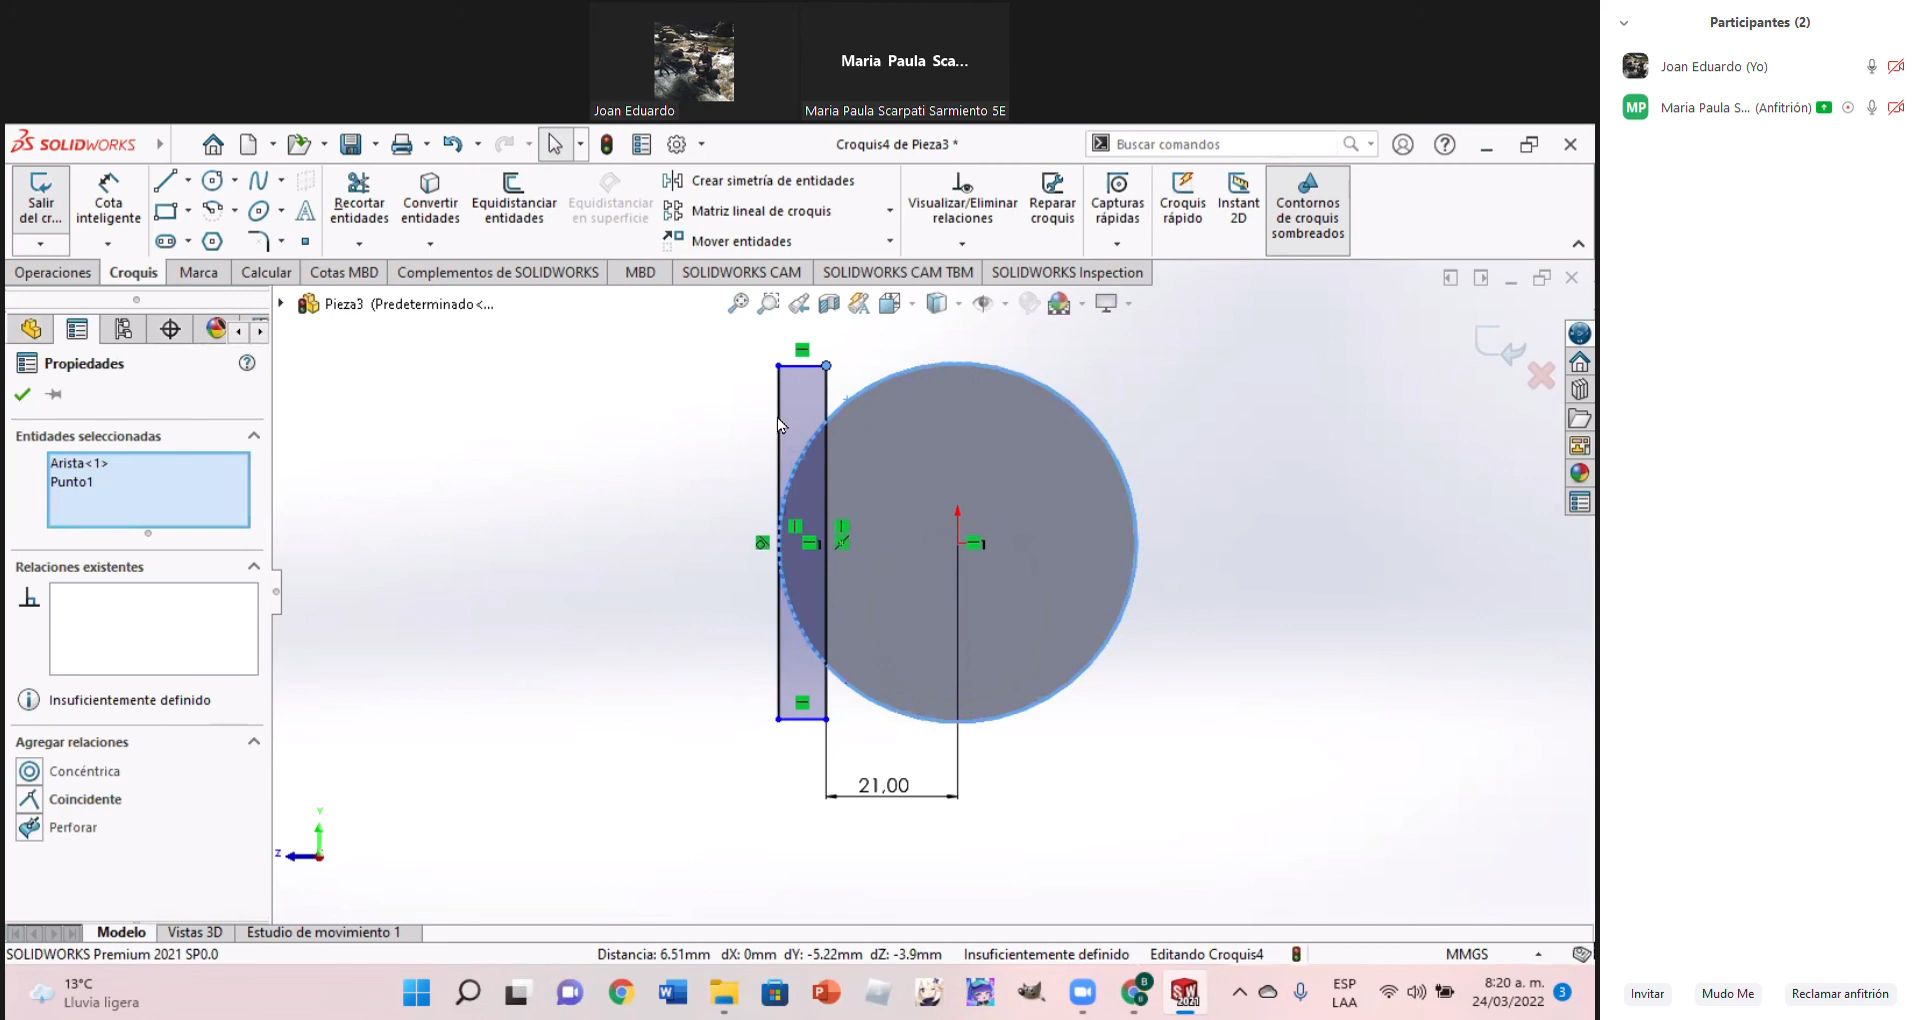 Maria Paula Sca...
Joan Eduardo
Maria Paula Scarpati Sarmiento 5E
Participantes (2)
Joan Eduardo (Yo)
MP
Maria Paula S... (Anfitrión)
SOLIDWORKS
Croquis4 de Pieza3 *
Buscar comandos
Salir del cr...
Cota inteligente
Recortar entidades
Convertir entidades
Equidistanciar entidades
Equidistanciar en superficie
Crear simetría de entidades
Matriz lineal de croquis
Mover entidades
Visualizar/Eliminar relaciones
Reparar croquis
Capturas rápidas
Croquis rápido
Instant 2D
Contornos de croquis sombreados
Operaciones
Croquis
Marca
Calcular
Cotas MBD
Complementos de SOLIDWORKS
MBD
SOLIDWORKS CAM
SOLIDWORKS CAM TBM
SOLIDWORKS Inspection
Pieza3 (Predeterminado<...
Propiedades
Entidades seleccionadas
Arista<1>
Punto1
Relaciones existentes
Insuficientemente definido
Agregar relaciones
Concéntrica
Coincidente
Perforar
1
1
21,00
Y
Z
Modelo
Vistas 3D
Estudio de movimiento 1
SOLIDWORKS Premium 2021 SP0.0
Distancia: 6.51mm dX: 0mm dY: -5.22mm dZ: -3.9mm
Insuficientemente definido
Editando Croquis4
MMGS
13°C
Lluvia ligera
ESP
LAA
8:20 a. m.
24/03/2022
3
Invitar
Mudo Me
Reclamar anfitrión